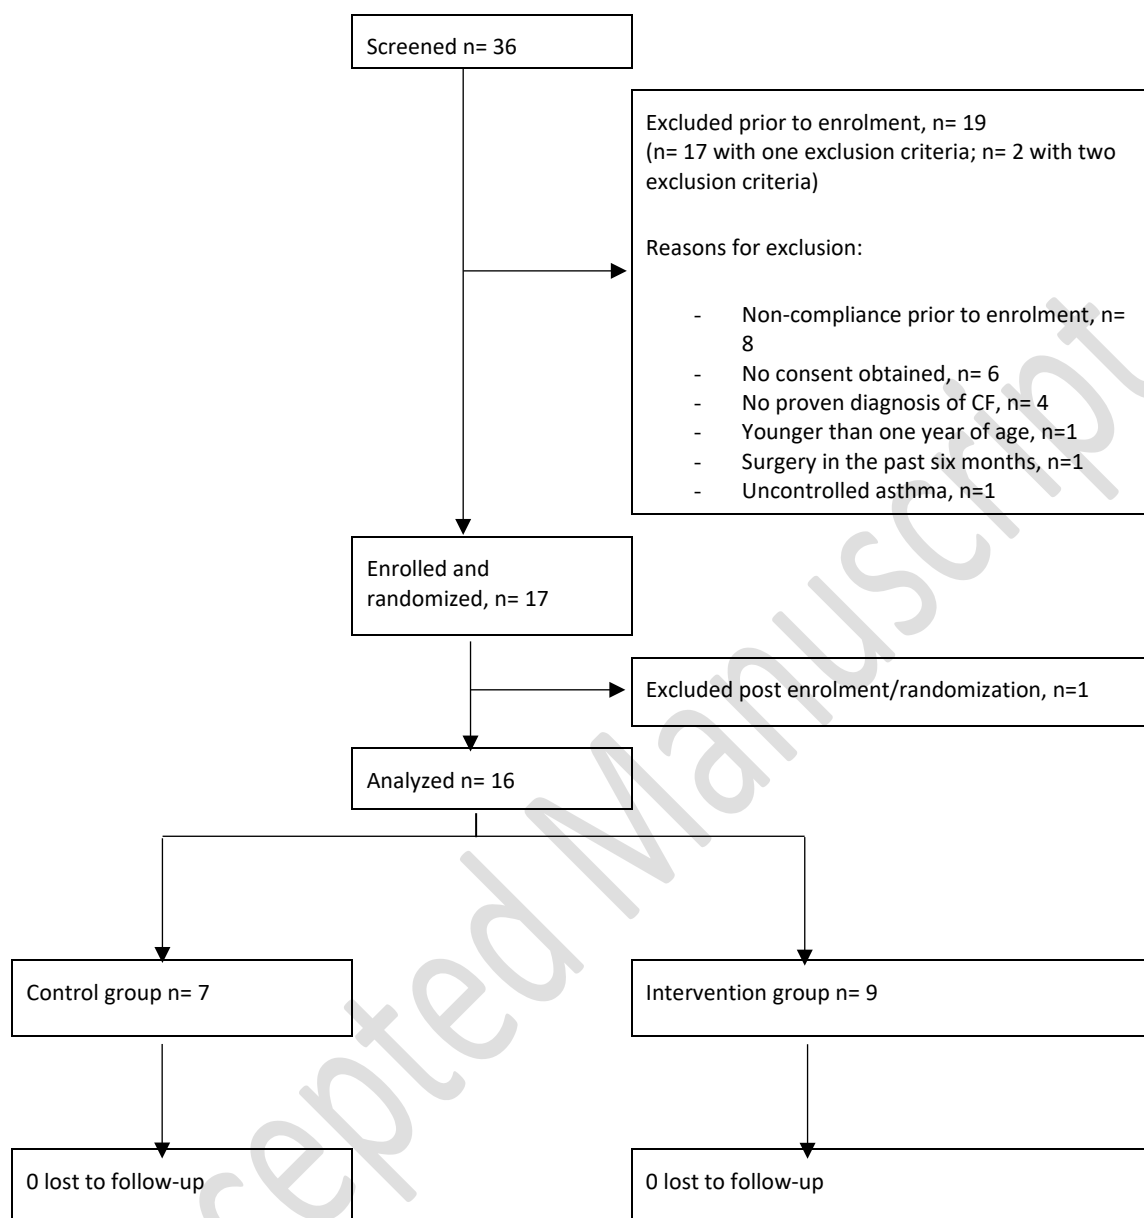 Screened n= 36
Excluded prior to enrolment, n= 19
(n= 17 with one exclusion criteria; n= 2 with two
exclusion criteria)
Reasons for exclusion:
- Non-compliance prior to enrolment, n=
8
- No consent obtained, n= 6
- No proven diagnosis of CF, n= 4
- Younger than one year of age, n=1
- Surgery in the past six months, n=1
- Uncontrolled asthma, n=1
Enrolled and
randomized, n= 17
Excluded post enrolment/randomization, n=1
Analyzed n= 16
Control group n= 7
Intervention group n= 9
0 lost to follow-up
0 lost to follow-up
cepted Manuscript